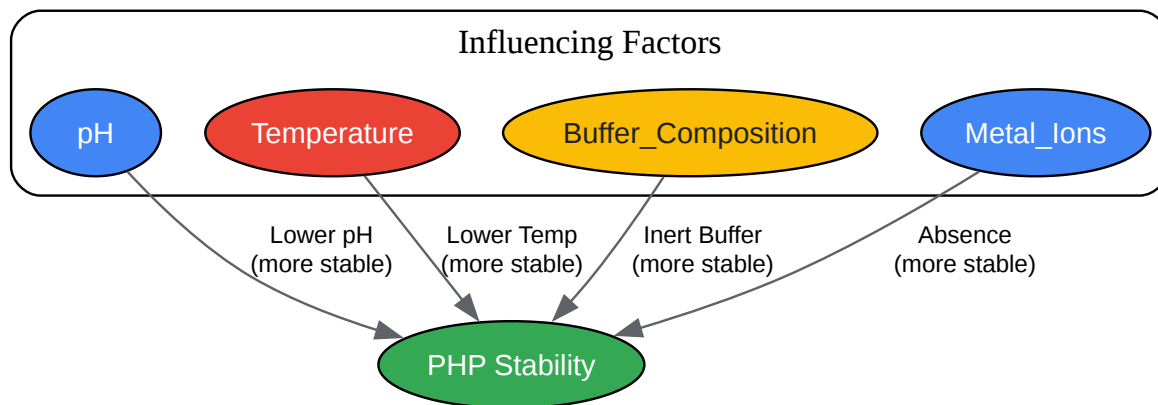 Influencing Factors
pH
Temperature
Buffer_Composition
Metal_Ions
Lower pH
(more stable)
Lower Temp
(more stable)
Inert Buffer
(more stable)
Absence
(more stable)
PHP Stability